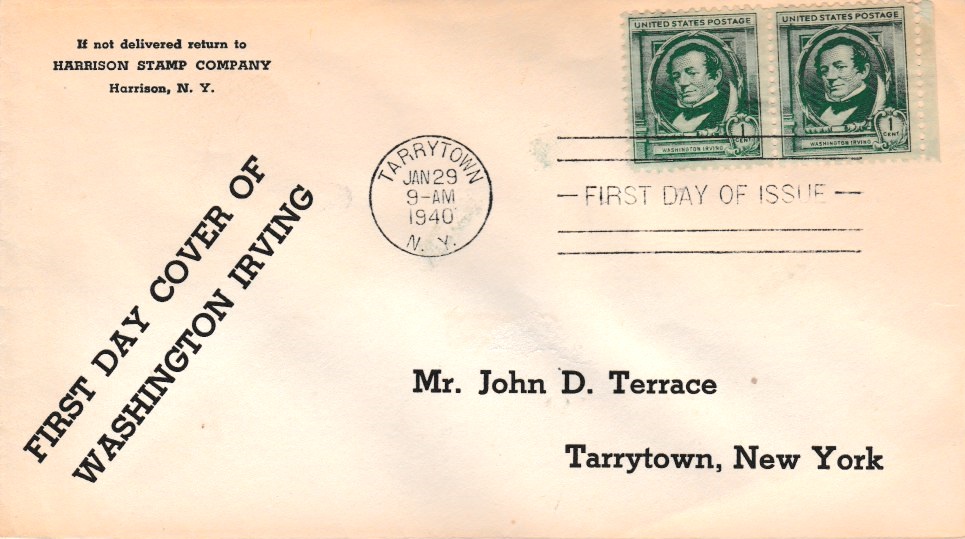 If not delivered return to
HARRISON STAMP COMPANY
Harrison, N. Y.
UNITED STATES POSTAGE
1
CENT
WASHINGTON IRVING
UNITED STATES POSTAGE
1
CENT
WASHINGTON IRVING
TARRYTOWN
JAN 29
9-AM
1940
N. Y.
FIRST DAY OF ISSUE
FIRST DAY COVER OF
WASHINGTON IRVING
Mr. John D. Terrace
Tarrytown, New York